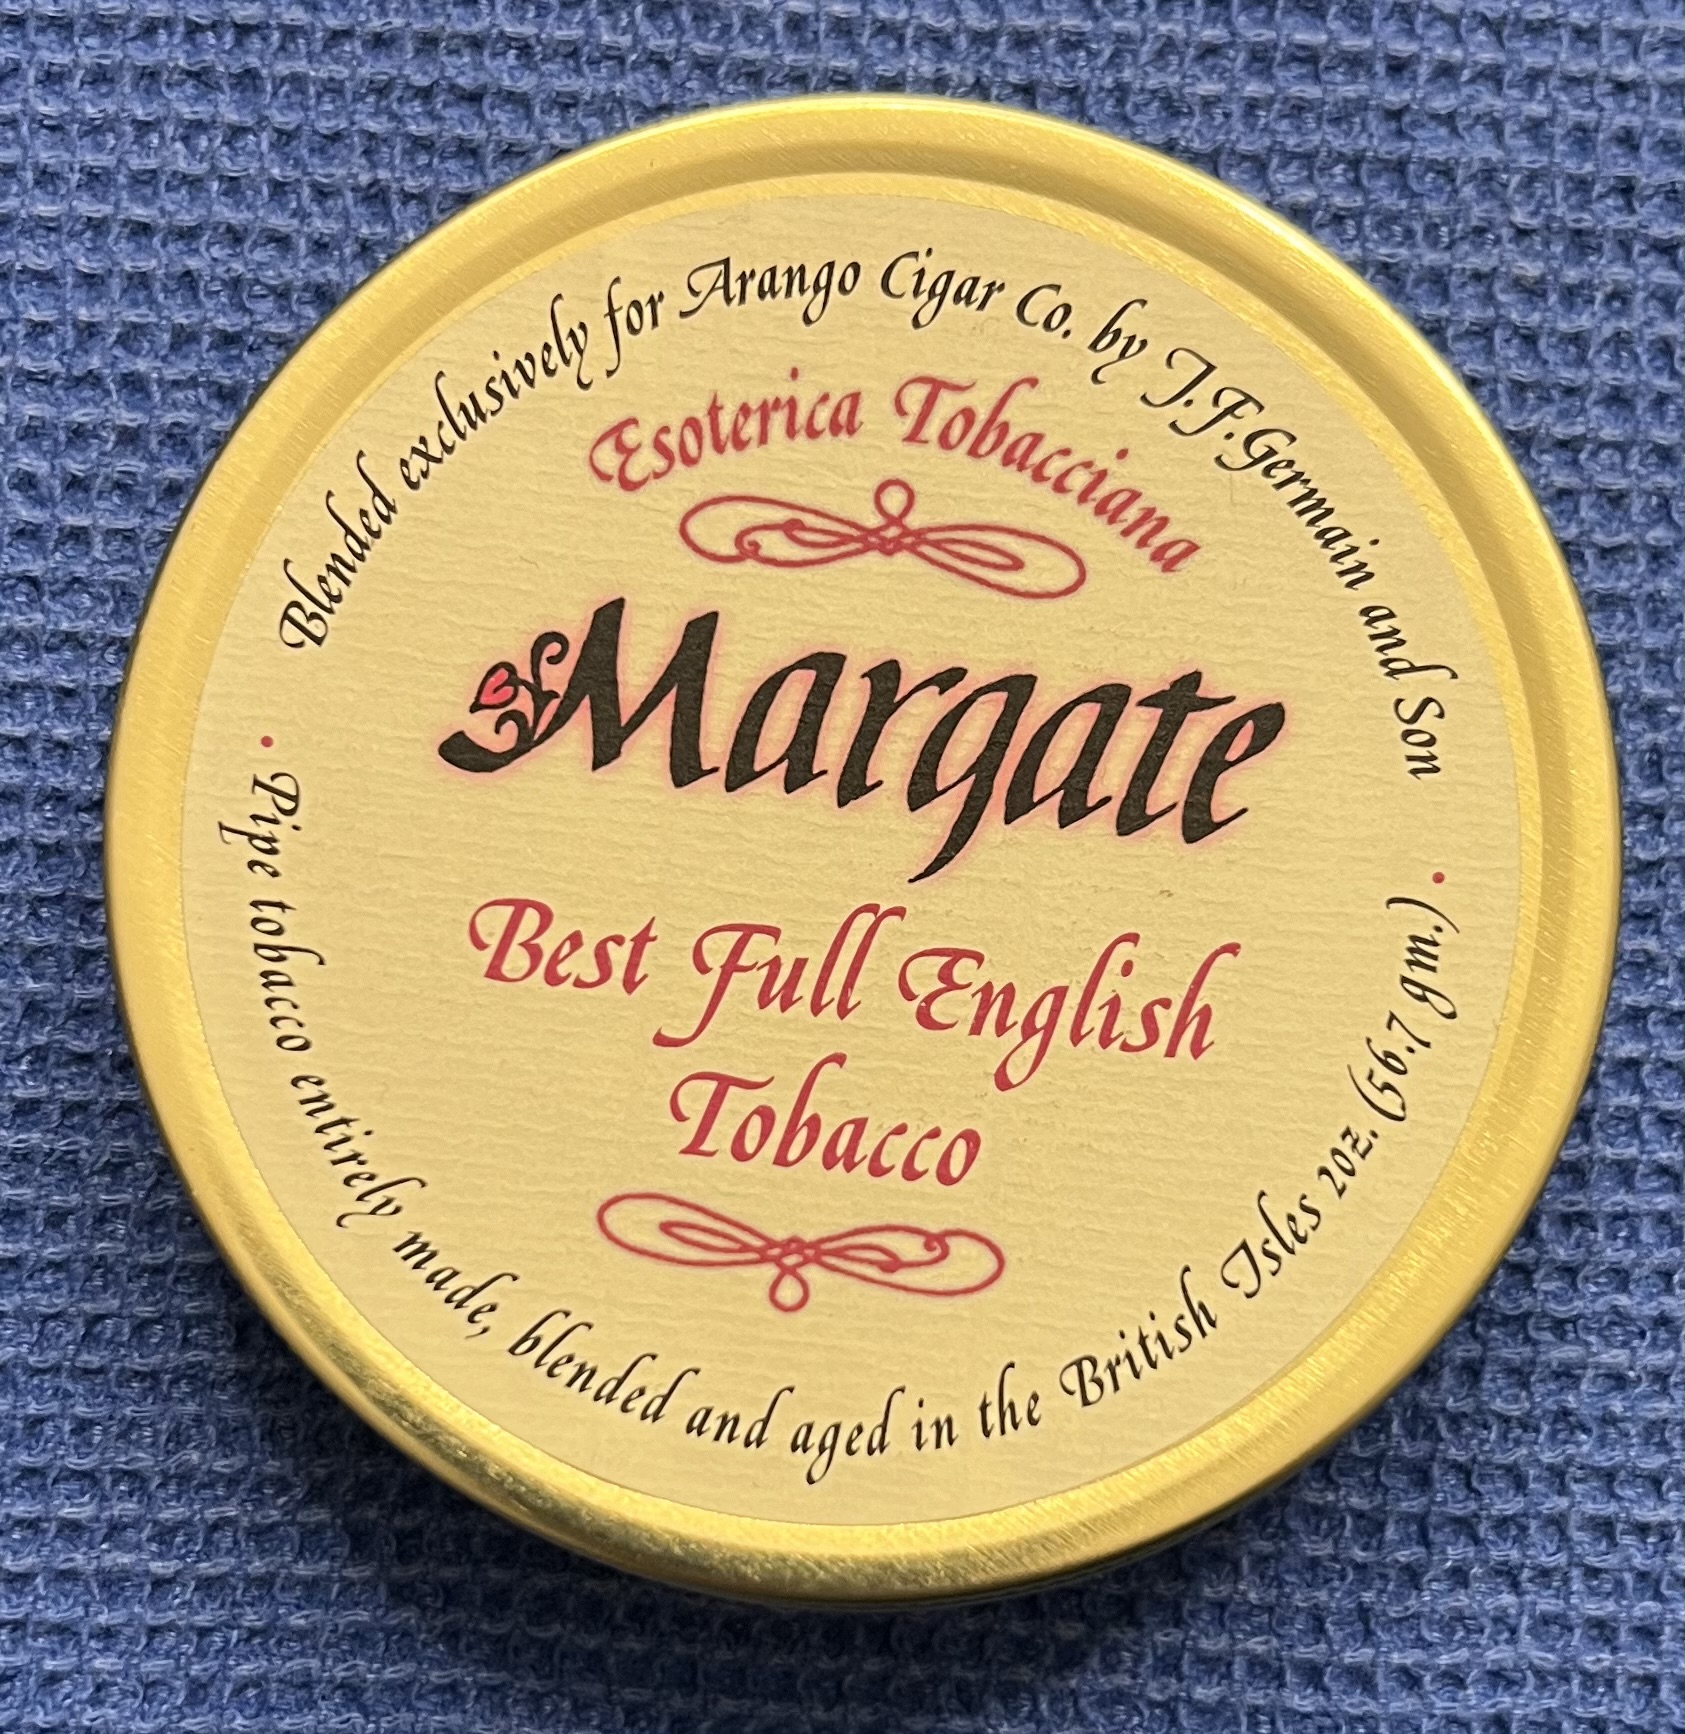 Blended exclusively for Arango Cigar Co. by J.F.Germain and Son
Esoterica Tobacciana
Margate
Best Full English
Tobacco
• Pipe tobacco entirely made, blended and aged in the British Isles 2oz. (56.7 gm.) •